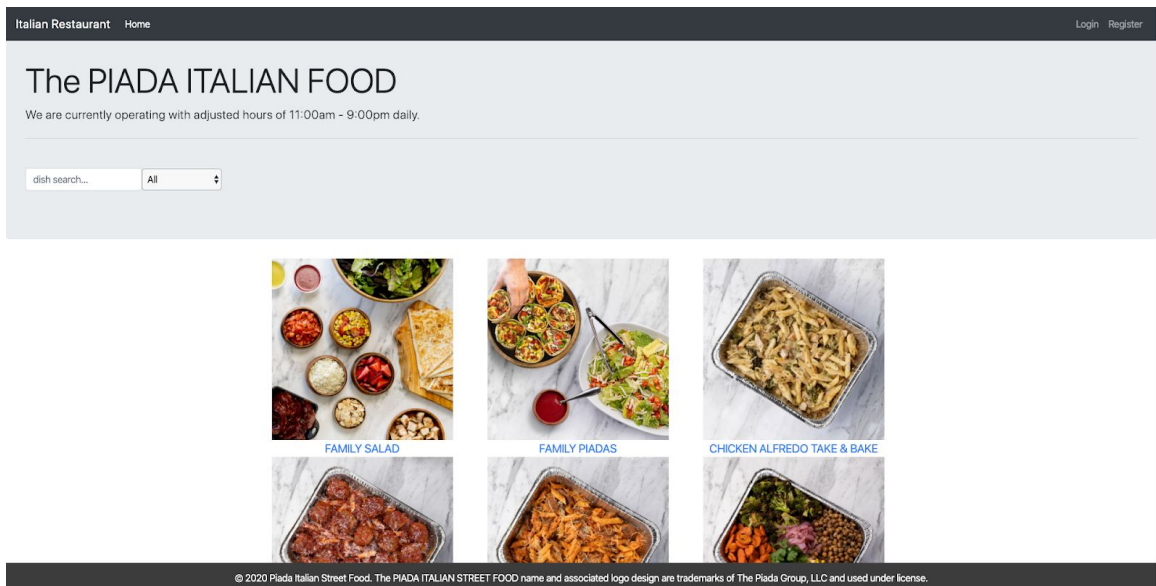 Italian Restaurant Home Login Register
The PIADA ITALIAN FOOD
We are currently operating with adjusted hours of 11:00am - 9:00pm daily.
dish search... All
FAMILY SALAD FAMILY PIADAS CHICKEN ALFREDO TAKE & BAKE
© 2020 Piada Italian Street Food. The PIADA ITALIAN STREET FOOD name and associated logo design are trademarks of The Piada Group, LLC and used under license.